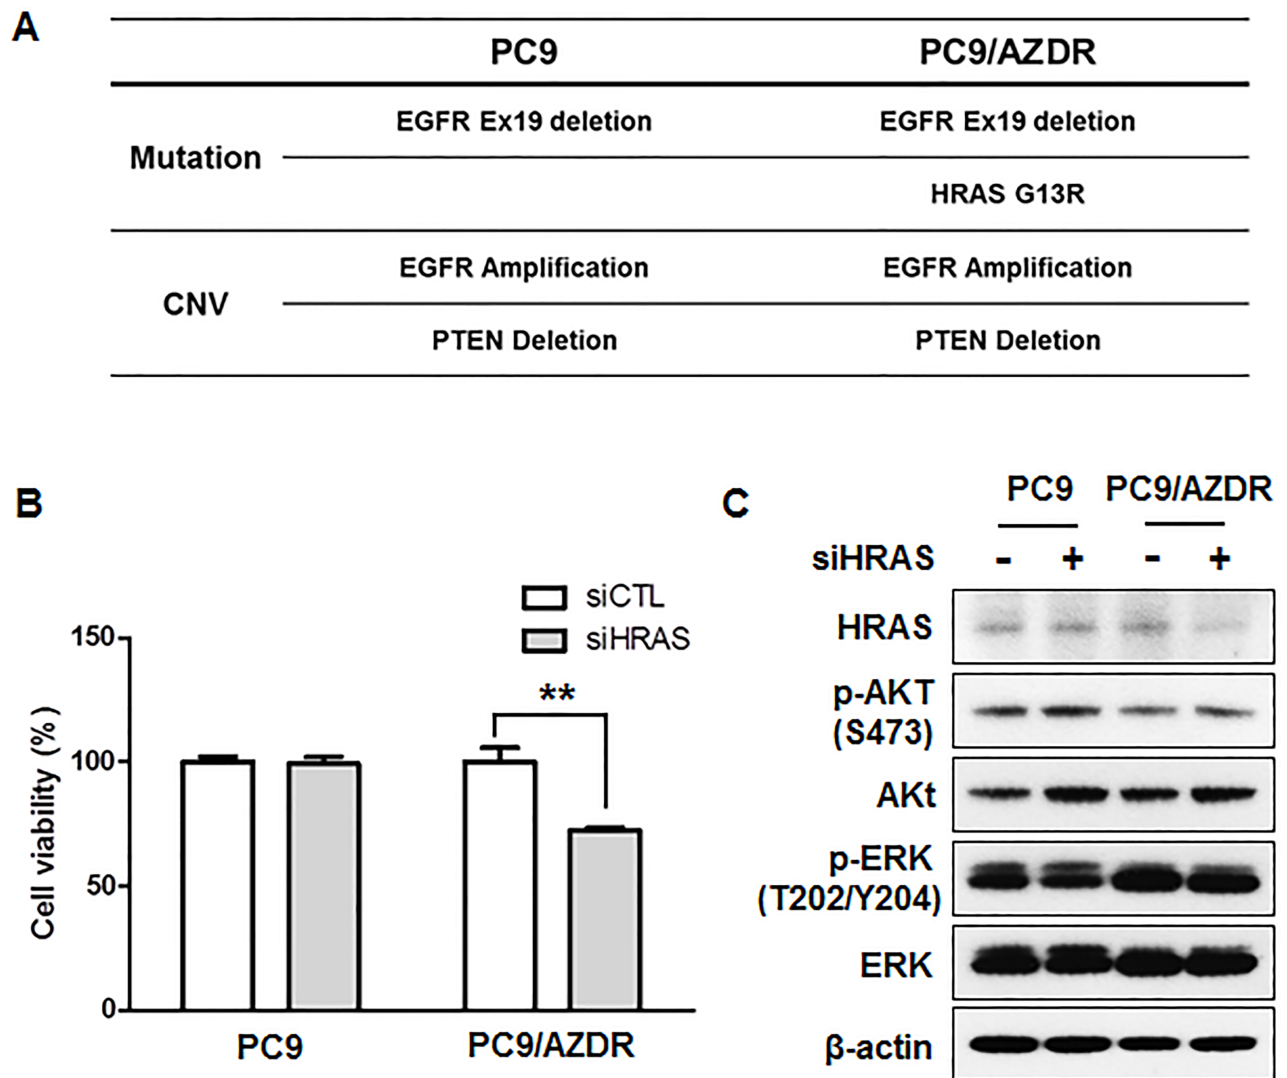 A
PC9 PC9/AZDR
Mutation
EGFR Ex19 deletion EGFR Ex19 deletion
HRAS G13R
CNV
EGFR Amplification EGFR Amplification
PTEN Deletion PTEN Deletion
B
siCTL
siHRAS
**
Cell viability (%)
150
100
50
0
PC9 PC9/AZDR
C
PC9 PC9/AZDR
siHRAS - + - +
HRAS
p-AKT
(S473)
AKt
p-ERK
(T202/Y204)
ERK
β-actin